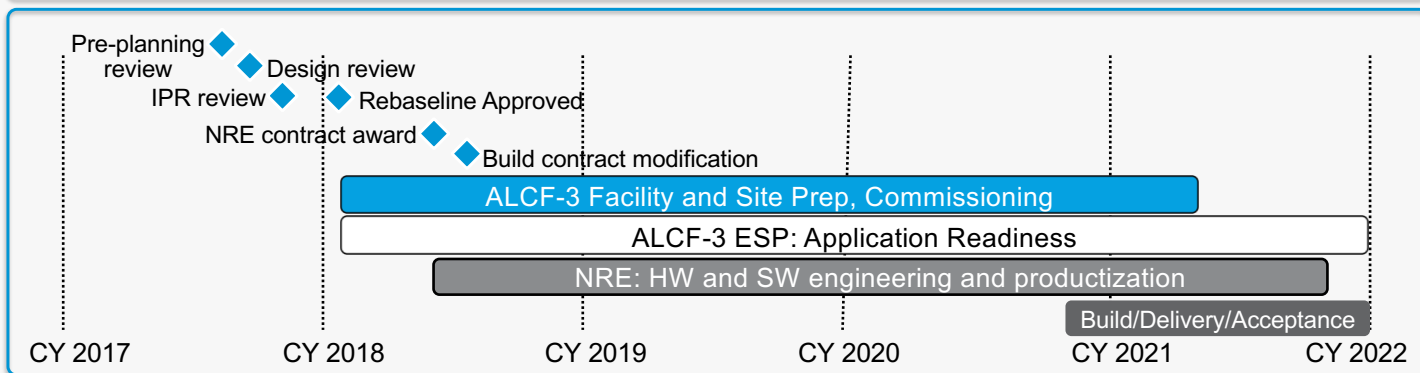 Pre-planning
review
Design review
IPR review
Rebaseline Approved
NRE contract award
Build contract modification
ALCF-3 Facility and Site Prep, Commissioning
ALCF-3 ESP: Application Readiness
NRE: HW and SW engineering and productization
Build/Delivery/Acceptance
CY 2017 CY 2018 CY 2019 CY 2020 CY 2021 CY 2022